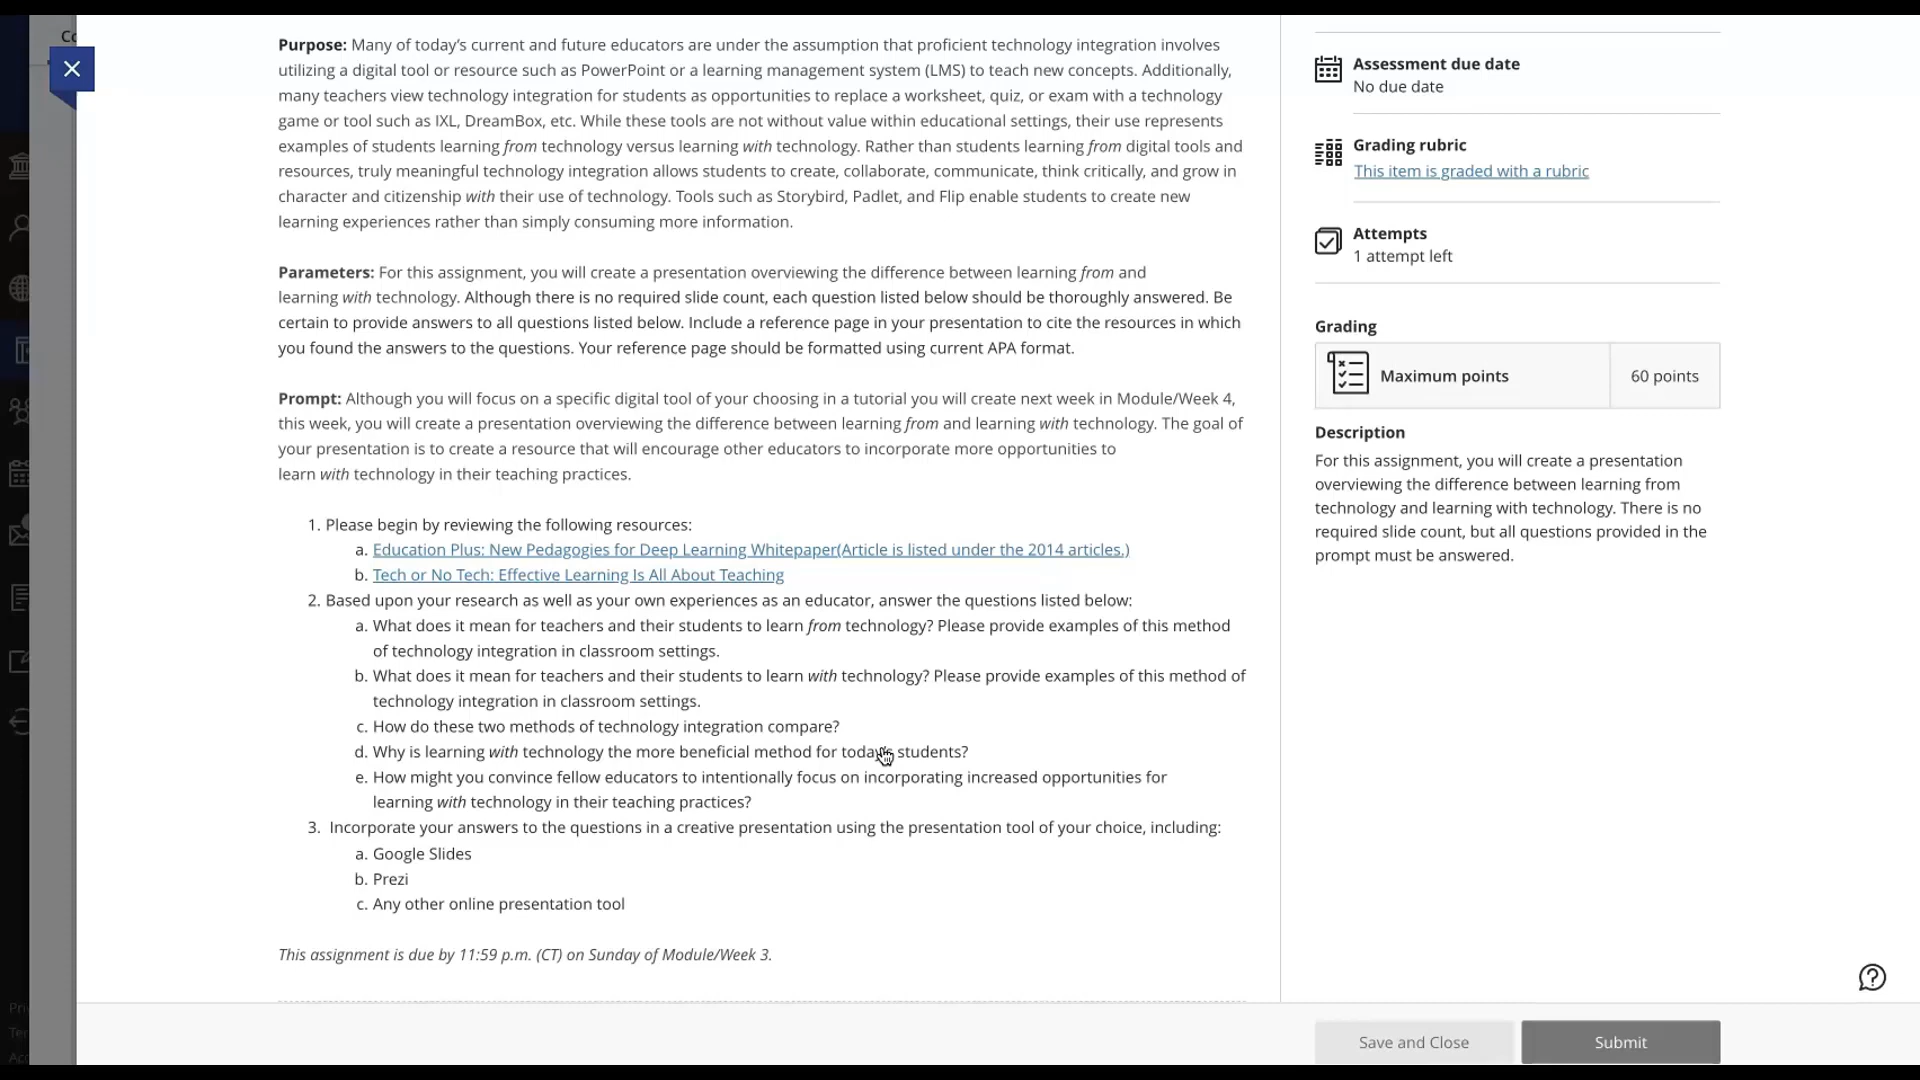 Co
Purpose: Many of today's current and future educators are under the assumption that proficient technology integration involves
utilizing a digital tool or resource such as PowerPoint or a learning management system (LMS) to teach new concepts. Additionally,
many teachers view technology integration for students as opportunities to replace a worksheet, quiz, or exam with a technology
game or tool such as IXL, DreamBox, etc. While these tools are not without value within educational settings, their use represents
examples of students learning from technology versus learning with technology. Rather than students learning from digital tools and
resources, truly meaningful technology integration allows students to create, collaborate, communicate, think critically, and grow in
character and citizenship with their use of technology. Tools such as Storybird, Padlet, and Flip enable students to create new
learning experiences rather than simply consuming more information.
Parameters: For this assignment, you will create a presentation overviewing the difference between learning from and
learning with technology. Although there is no required slide count, each question listed below should be thoroughly answered. Be
certain to provide answers to all questions listed below. Include a reference page in your presentation to cite the resources in which
you found the answers to the questions. Your reference page should be formatted using current APA format.
Prompt: Although you will focus on a specific digital tool of your choosing in a tutorial you will create next week in Module/Week 4,
this week, you will create a presentation overviewing the difference between learning from and learning with technology. The goal of
your presentation is to create a resource that will encourage other educators to incorporate more opportunities to
learn with technology in their teaching practices.
1. Please begin by reviewing the following resources:
a. Education Plus: New Pedagogies for Deep Learning Whitepaper(Article is listed under the 2014 articles.)
b. Tech or No Tech: Effective Learning Is All About Teaching
2. Based upon your research as well as your own experiences as an educator, answer the questions listed below:
a. What does it mean for teachers and their students to learn from technology? Please provide examples of this method
of technology integration in classroom settings.
b. What does it mean for teachers and their students to learn with technology? Please provide examples of this method of
technology integration in classroom settings.
c. How do these two methods of technology integration compare?
d. Why is learning with technology the more beneficial method for today's students?
e. How might you convince fellow educators to intentionally focus on incorporating increased opportunities for
learning with technology in their teaching practices?
3. Incorporate your answers to the questions in a creative presentation using the presentation tool of your choice, including:
a. Google Slides
b. Prezi
c. Any other online presentation tool
This assignment is due by 11:59 p.m. (CT) on Sunday of Module/Week 3.
Assessment due date
No due date
Grading rubric
This item is graded with a rubric
Attempts
1 attempt left
Grading
Maximum points
60 points
Description
For this assignment, you will create a presentation
overviewing the difference between learning from
technology and learning with technology. There is no
required slide count, but all questions provided in the
prompt must be answered.
Pri
Ter
Acc
Save and Close
Submit